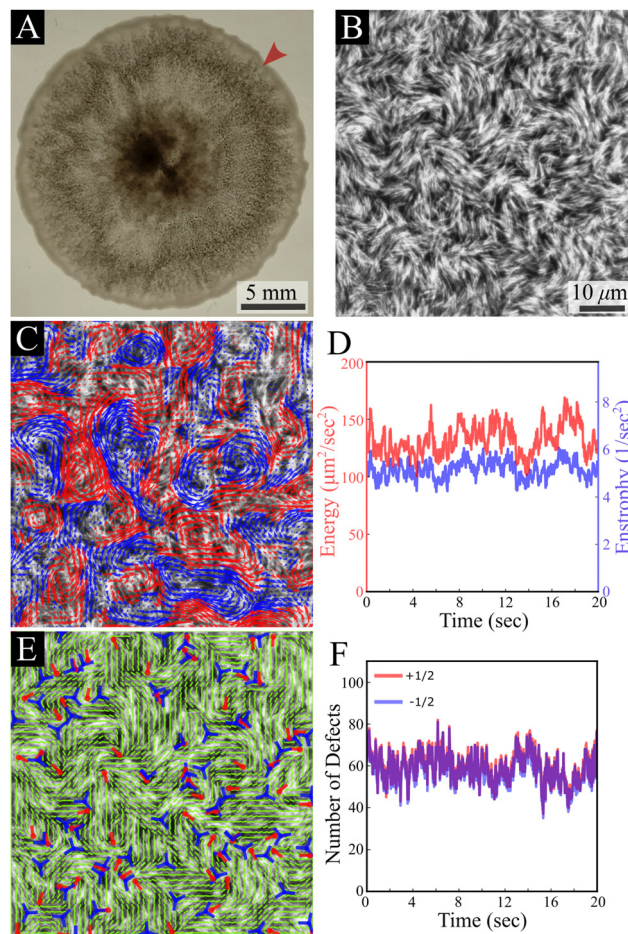 A
5 mm
B
10 μm
C
D
200
150
100
50
0
Energy (μm²/sec²)
8
6
4
2
0
Enstrophy (1/sec²)
0 4 8 12 16 20
Time (sec)
E
F
+1/2
-1/2
100
80
60
40
20
0
Number of Defects
0 4 8 12 16 20
Time (sec)